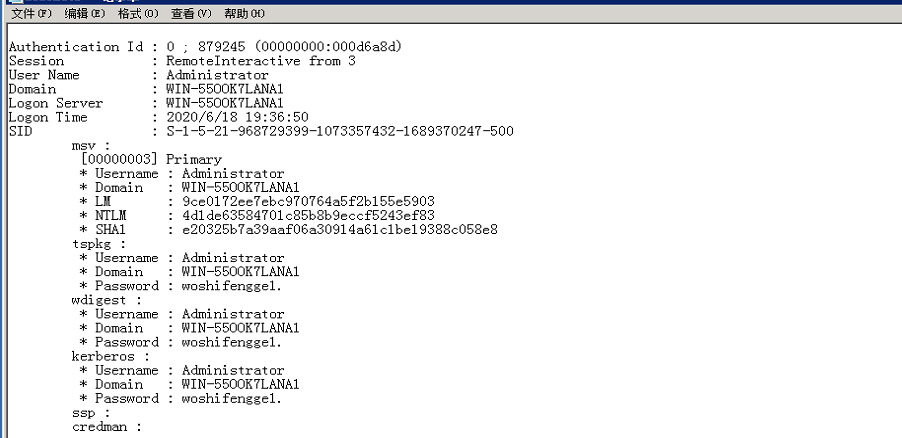 文件(F) 编辑(E) 格式(O) 查看(V) 帮助(H)
Authentication Id : 0 ; 879245 (00000000:000d6a8d)
Session : RemoteInteractive from 3
User Name : Administrator
Domain : WIN-5500K7LANA1
Logon Server : WIN-5500K7LANA1
Logon Time : 2020/6/18 19:36:50
SID : S-1-5-21-968729399-1073357432-1689370247-500
msv :
[00000003] Primary
* Username : Administrator
* Domain : WIN-5500K7LANA1
* LM : 9ce0172ee7ebc970764a5f2b155e5903
* NTLM : 4d1de63584701c85b8b9eccf5243ef83
* SHA1 : e20325b7a39aaf06a30914a61c1be19388c058e8
tspkg :
* Username : Administrator
* Domain : WIN-5500K7LANA1
* Password : woshifengge1.
wdigest :
* Username : Administrator
* Domain : WIN-5500K7LANA1
* Password : woshifengge1.
kerberos :
* Username : Administrator
* Domain : WIN-5500K7LANA1
* Password : woshifengge1.
ssp :
credman :